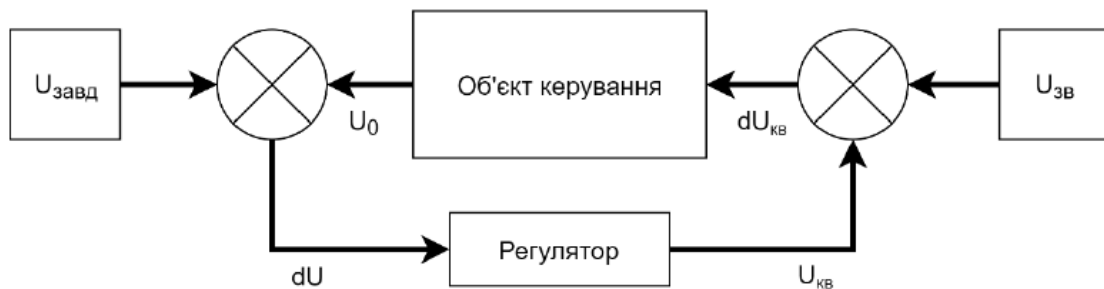 Uзавд
U0
Об'єкт керування
dUкв
Uзв
dU
Регулятор
Uкв